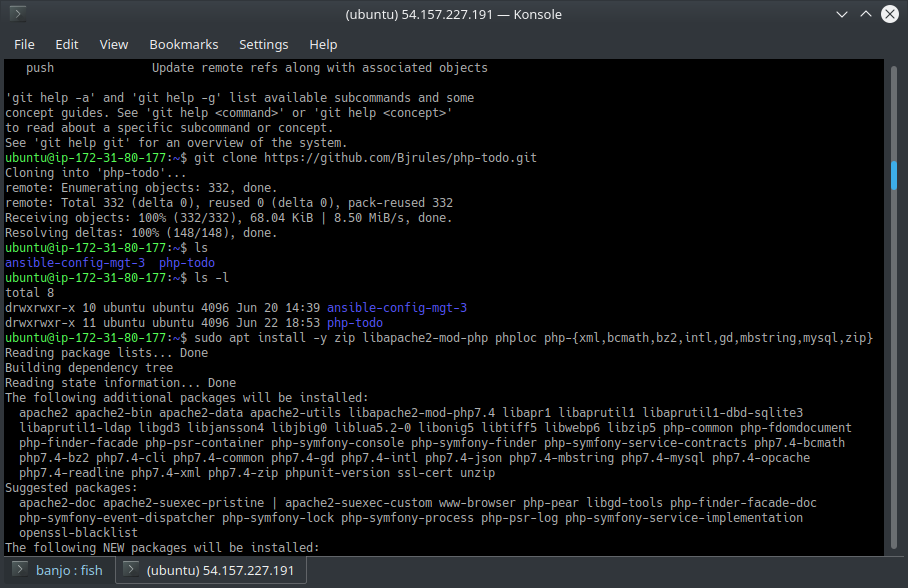 (ubuntu) 54.157.227.191 — Konsole
File Edit View Bookmarks Settings Help
push Update remote refs along with associated objects
'git help -a' and 'git help -g' list available subcommands and some
concept guides. See 'git help <command>' or 'git help <concept>'
to read about a specific subcommand or concept.
See 'git help git' for an overview of the system.
ubuntu@ip-172-31-80-177:~$ git clone https://github.com/Bjrules/php-todo.git
Cloning into 'php-todo'...
remote: Enumerating objects: 332, done.
remote: Total 332 (delta 0), reused 0 (delta 0), pack-reused 332
Receiving objects: 100% (332/332), 68.04 KiB | 8.50 MiB/s, done.
Resolving deltas: 100% (148/148), done.
ubuntu@ip-172-31-80-177:~$ ls
ansible-config-mgt-3 php-todo
ubuntu@ip-172-31-80-177:~$ ls -l
total 8
drwxrwxr-x 10 ubuntu ubuntu 4096 Jun 20 14:39 ansible-config-mgt-3
drwxrwxr-x 11 ubuntu ubuntu 4096 Jun 22 18:53 php-todo
ubuntu@ip-172-31-80-177:~$ sudo apt install -y zip libapache2-mod-php phploc php-{xml,bcmath,bz2,intl,gd,mbstring,mysql,zip}
Reading package lists... Done
Building dependency tree
Reading state information... Done
The following additional packages will be installed:
apache2 apache2-bin apache2-data apache2-utils libapache2-mod-php7.4 libapr1 libaprutil1 libaprutil1-dbd-sqlite3
libaprutil1-ldap libgd3 libjansson4 libjbig0 liblua5.2-0 libonig5 libtiff5 libwebp6 libzip5 php-common php-fdomdocument
php-finder-facade php-psr-container php-symfony-console php-symfony-finder php-symfony-service-contracts php7.4-bcmath
php7.4-bz2 php7.4-cli php7.4-common php7.4-gd php7.4-intl php7.4-json php7.4-mbstring php7.4-mysql php7.4-opcache
php7.4-readline php7.4-xml php7.4-zip phpunit-version ssl-cert unzip
Suggested packages:
apache2-doc apache2-suexec-pristine | apache2-suexec-custom www-browser php-pear libgd-tools php-finder-facade-doc
php-symfony-event-dispatcher php-symfony-lock php-symfony-process php-psr-log php-symfony-service-implementation
openssl-blacklist
The following NEW packages will be installed:
banjo : fish (ubuntu) 54.157.227.191